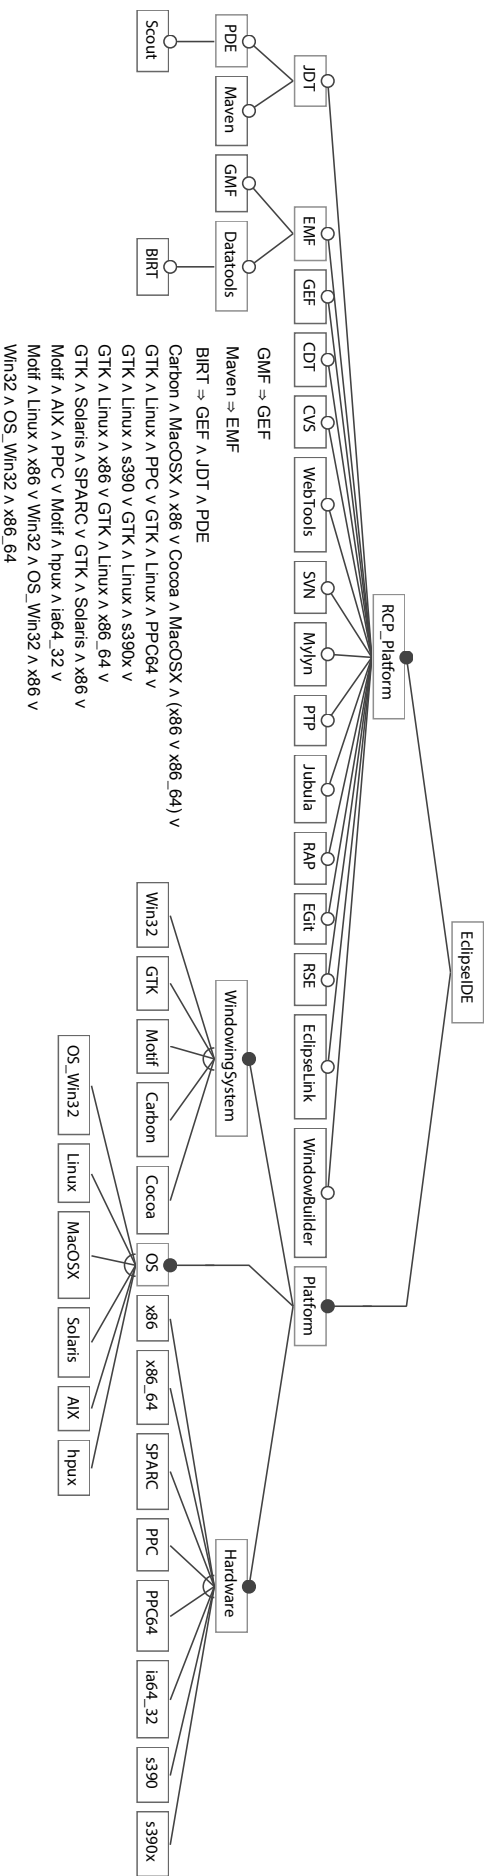 EclipseIDE
RCP_Platform
Platform
JDT
EMF
GEF
CDT
CVS
WebTools
SVN
Mylyn
PTP
Jubula
RAP
EGit
RSE
EclipseLink
WindowBuilder
PDE
Maven
GMF
Datatools
Scout
BIRT
WindowingSystem
OS
Hardware
Win32
GTK
Motif
Carbon
Cocoa
x86
x86_64
SPARC
PPC
PPC64
ia64_32
s390
s390x
OS_Win32
Linux
MacOSX
Solaris
AIX
hpux
GMF ⇒ GEF
Maven ⇒ EMF
BIRT ⇒ GEF ∧ JDT ∧ PDE
Carbon ∧ MacOSX ∧ x86 ∨ Cocoa ∧ MacOSX ∧ (x86 ∨ x86_64) ∨
GTK ∧ Linux ∧ PPC ∨ GTK ∧ Linux ∧ PPC64 ∨
GTK ∧ Linux ∧ s390 ∨ GTK ∧ Linux ∧ s390x ∨
GTK ∧ Linux ∧ x86 ∨ GTK ∧ Linux ∧ x86_64 ∨
GTK ∧ Solaris ∧ SPARC ∨ GTK ∧ Solaris ∧ x86 ∨
Motif ∧ AIX ∧ PPC ∨ Motif ∧ hpux ∧ ia64_32 ∨
Motif ∧ Linux ∧ x86 ∨ Win32 ∧ OS_Win32 ∧ x86 ∨
Win32 ∧ OS_Win32 ∧ x86_64